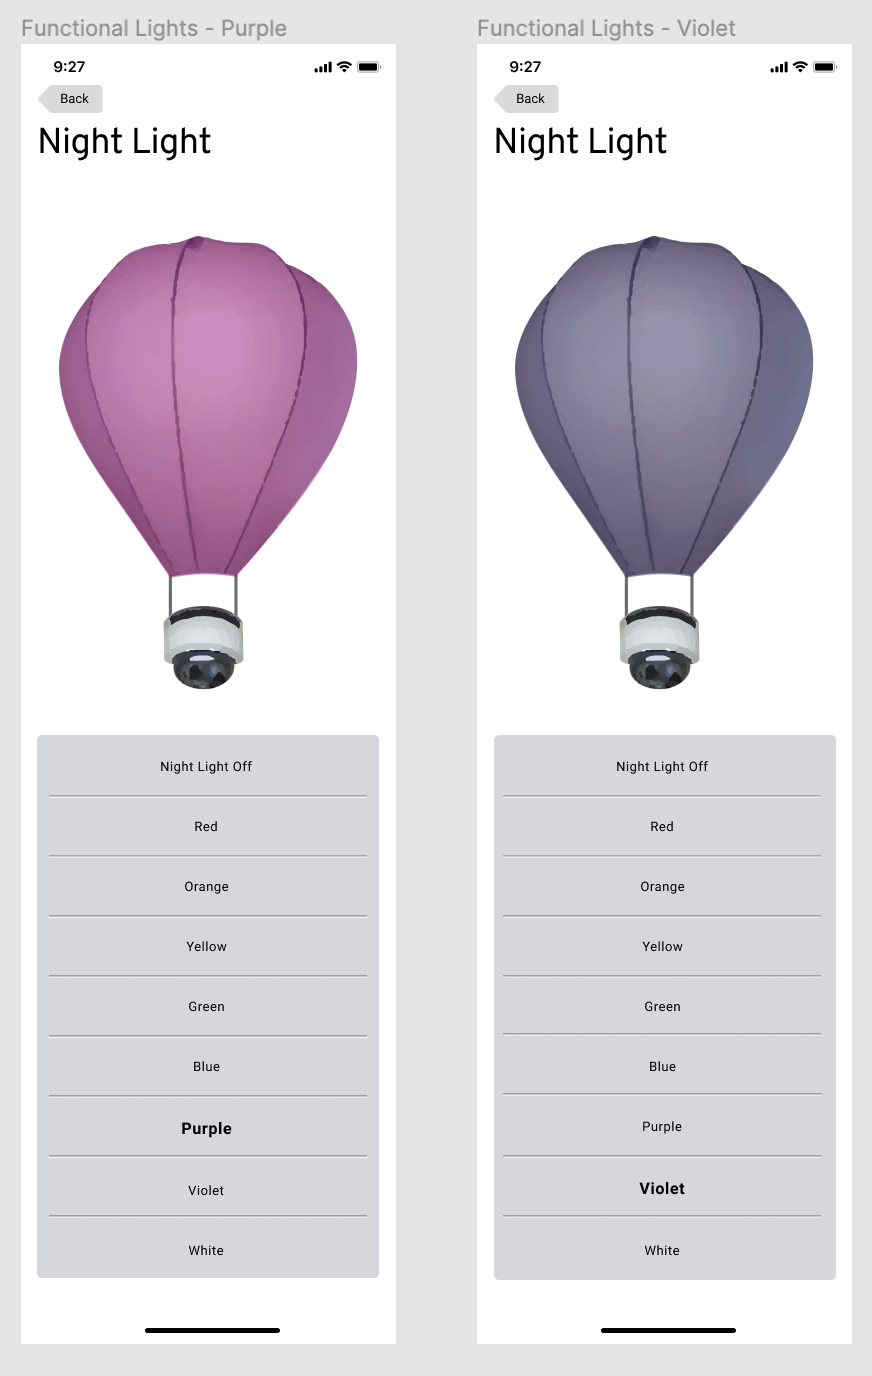 Functional Lights - Purple
9:27
Back
Night Light
Night Light Off
Red
Orange
Yellow
Green
Blue
Purple
Violet
White
Functional Lights - Violet
9:27
Back
Night Light
Night Light Off
Red
Orange
Yellow
Green
Blue
Purple
Violet
White